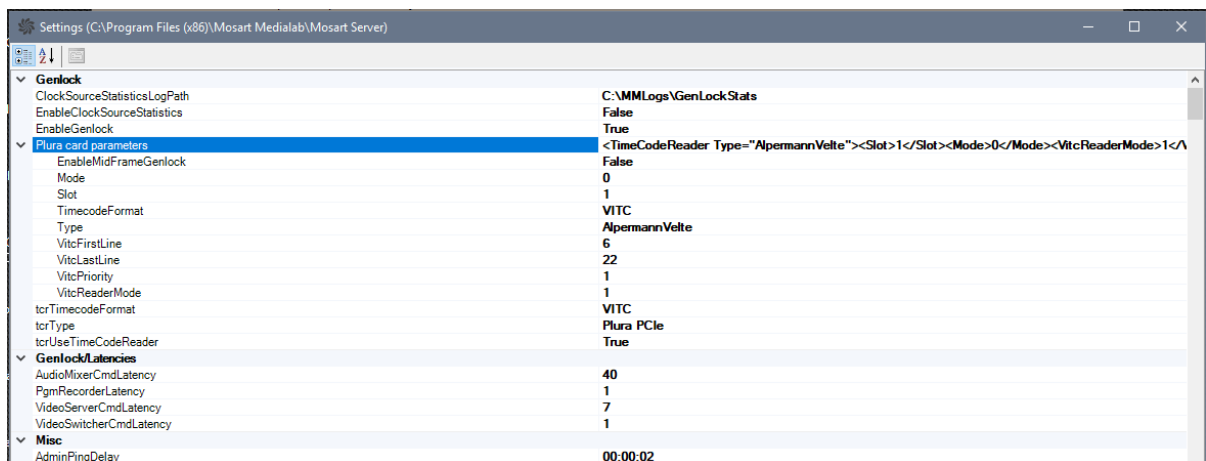 Settings (C:\Program Files (x86)\Mosart Medialab\Mosart Server)
Genlock
ClockSourceStatisticsLogPath C:\MMLogs\GenLockStats
EnableClockSourceStatistics False
EnableGenlock True
Plura card parameters <TimeCodeReader Type="AlpermannVelte"><Slot>1</Slot><Mode>0</Mode><VitcReaderMode>1</V
EnableMidFrameGenlock False
Mode 0
Slot 1
TimecodeFormat VITC
Type AlpermannVelte
VitcFirstLine 6
VitcLastLine 22
VitcPriority 1
VitcReaderMode 1
tcrTimecodeFormat VITC
tcrType Plura PCIe
tcrUseTimeCodeReader True
Genlock/Latencies
AudioMixerCmdLatency 40
PgmRecorderLatency 1
VideoServerCmdLatency 7
VideoSwitcherCmdLatency 1
Misc
AdminPingDelay 00:00:02